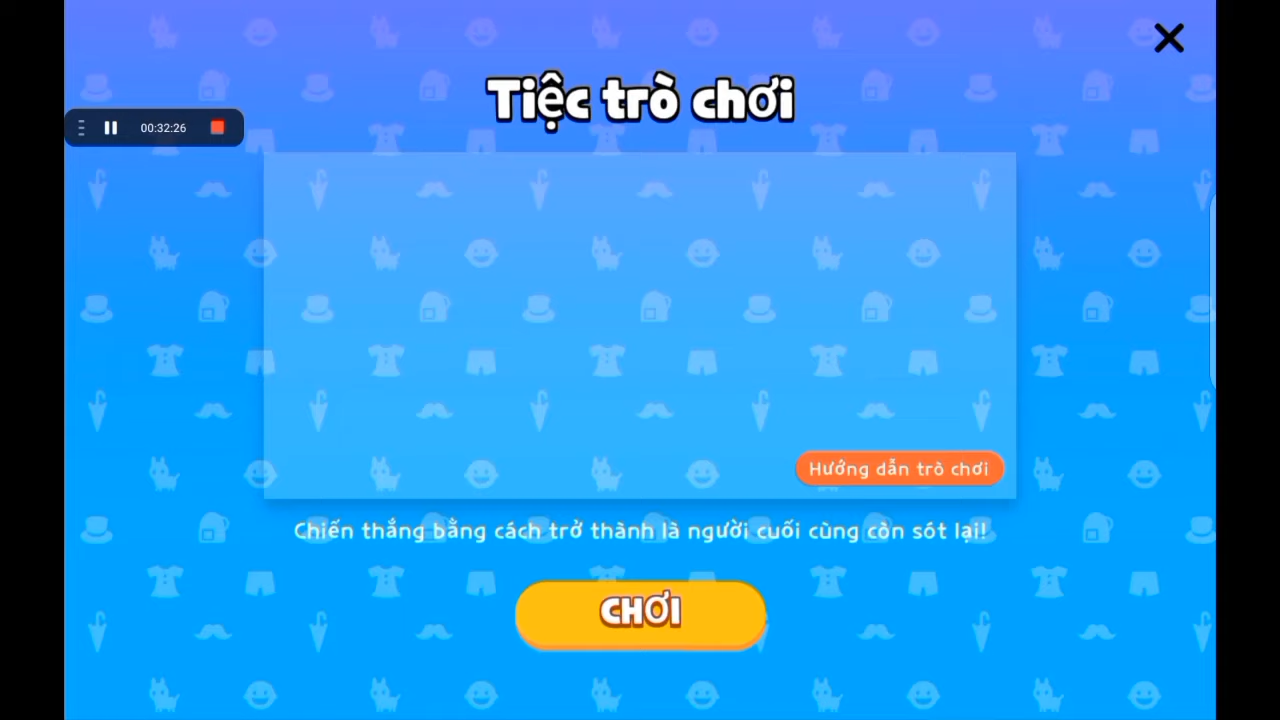 Tiệc trò chơi
00:32:26
Hướng dẫn trò chơi
Chiến thắng bằng cách trở thành là người cuối cùng còn sót lại!
CHƠI